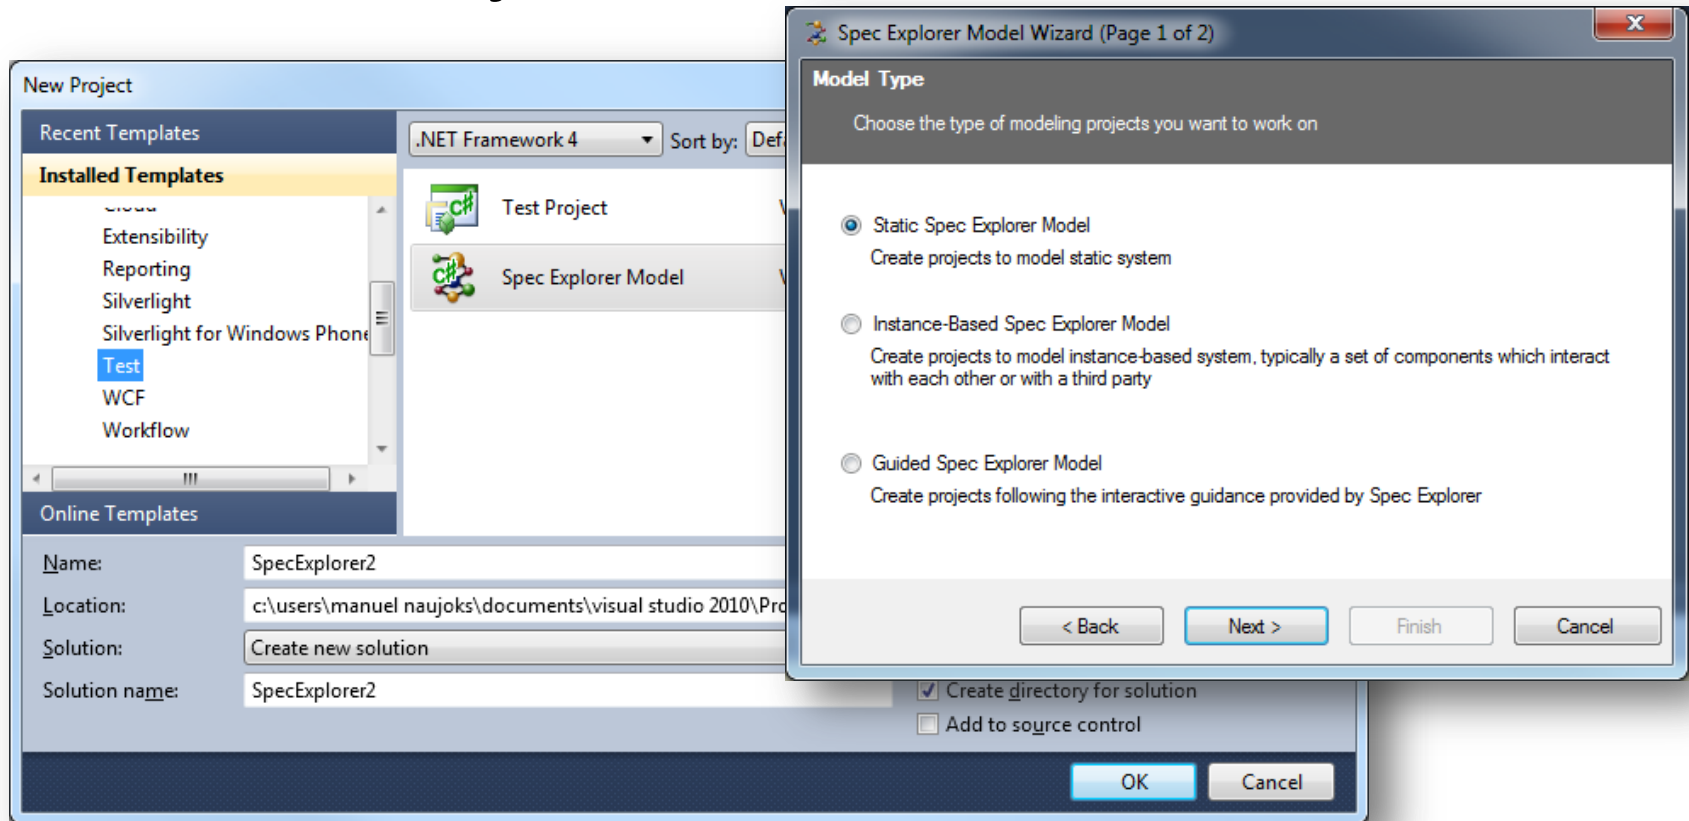 New Project
Recent Templates
Installed Templates
Extensibility
Reporting
Silverlight
Silverlight for Windows Phone
Test
WCF
Workflow
Online Templates
.NET Framework 4
Sort by:
Test Project
Spec Explorer Model
Name:
SpecExplorer2
Location:
c:\users\manuel naujoks\documents\visual studio 2010\Pro
Solution:
Create new solution
Solution name:
SpecExplorer2
Create directory for solution
Add to source control
OK
Cancel
Spec Explorer Model Wizard (Page 1 of 2)
Model Type
Choose the type of modeling projects you want to work on
Static Spec Explorer Model
Create projects to model static system
Instance-Based Spec Explorer Model
Create projects to model instance-based system, typically a set of components which interact
with each other or with a third party
Guided Spec Explorer Model
Create projects following the interactive guidance provided by Spec Explorer
< Back
Next >
Finish
Cancel